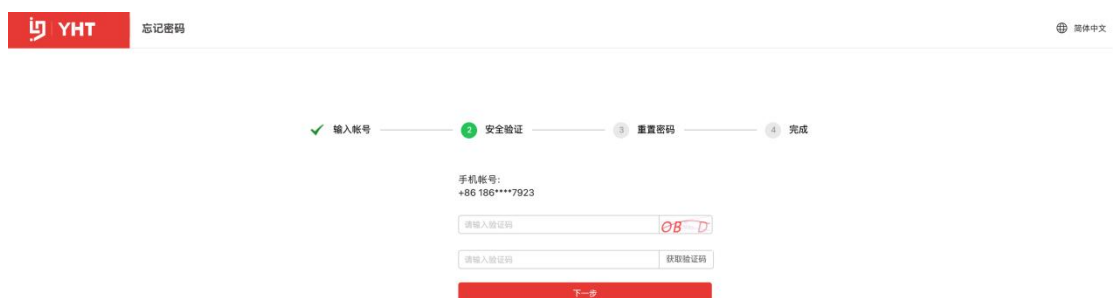 YHT
忘记密码
简体中文
输入帐号
2 安全验证
3 重置密码
4 完成
手机帐号:
+86 186****7923
请输入验证码
请输入验证码
获取验证码
下一步